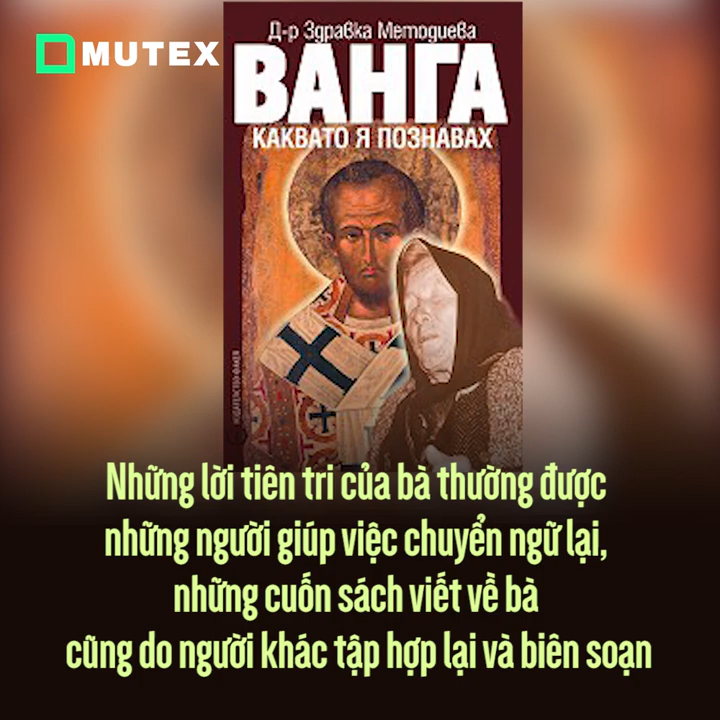 MUTEX
Д-р Здравка Методиева
ВАНГА
КАКВАТО Я ПОЗНАВАХ
Những lời tiên tri của bà thường được
những người giúp việc chuyển ngữ lại,
những cuốn sách viết về bà
cũng do người khác tập hợp lại và biên soạn